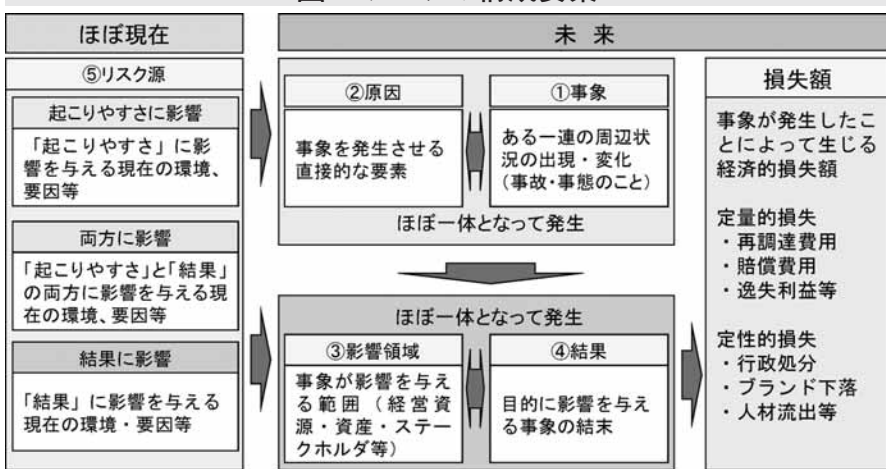 ほぼ現在
未 来
⑤リスク源
起こりやすさに影響
「起こりやすさ」に影
響を与える現在の環境、
要因等
両方に影響
「起こりやすさ」と「結果」
の両方に影響を与える現
在の環境、要因等
結果に影響
「結果」に影響を与える
現在の環境・要因等
②原因
事象を発生させる
直接的な要素
①事象
ある一連の周辺状
況の出現・変化
(事故・事態のこと)
ほぼ一体となって発生
ほぼ一体となって発生
③影響領域
事象が影響を与え
る範囲(経営資
源・資産・ステー
クホルダ等)
④結果
目的に影響を与え
る事象の結末
損失額
事象が発生したこ
とによって生じる
経済的損失額
定量的損失
・再調達費用
・賠償費用
・逸失利益等
定性的損失
・行政処分
・ブランド下落
・人材流出等